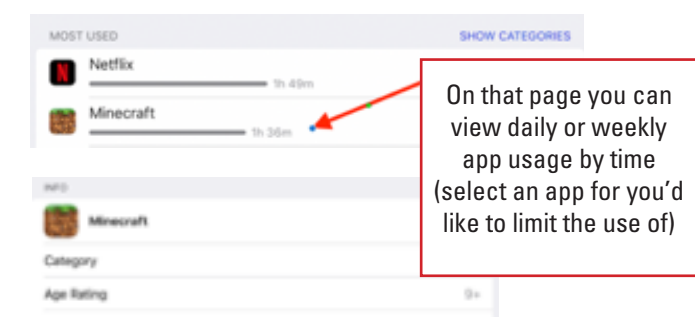 MOST USED SHOW CATEGORIES
Netflix
1h 49m
Minecraft
1h 36m
On that page you can
view daily or weekly
app usage by time
(select an app for you'd
like to limit the use of)
INFO
Minecraft
Category
Age Rating 9+